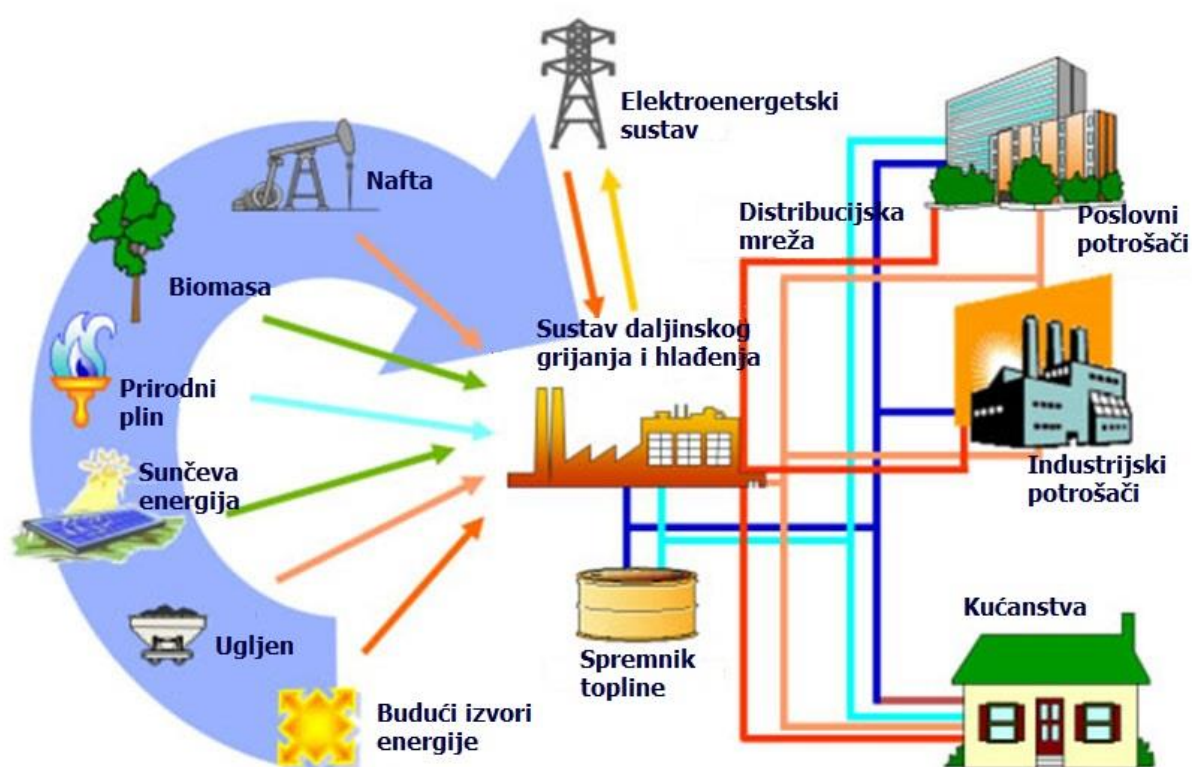 Elektroenergetski
sustav
Nafta
Distribucijska
mreža
Poslovni
potrošači
Biomasa
Sustav daljinskog
grijanja i hlađenja
Prirodni
plin
Sunčeva
energija
Industrijski
potrošači
Kućanstva
Ugljen
Spremnik
topline
Budući izvori
energije